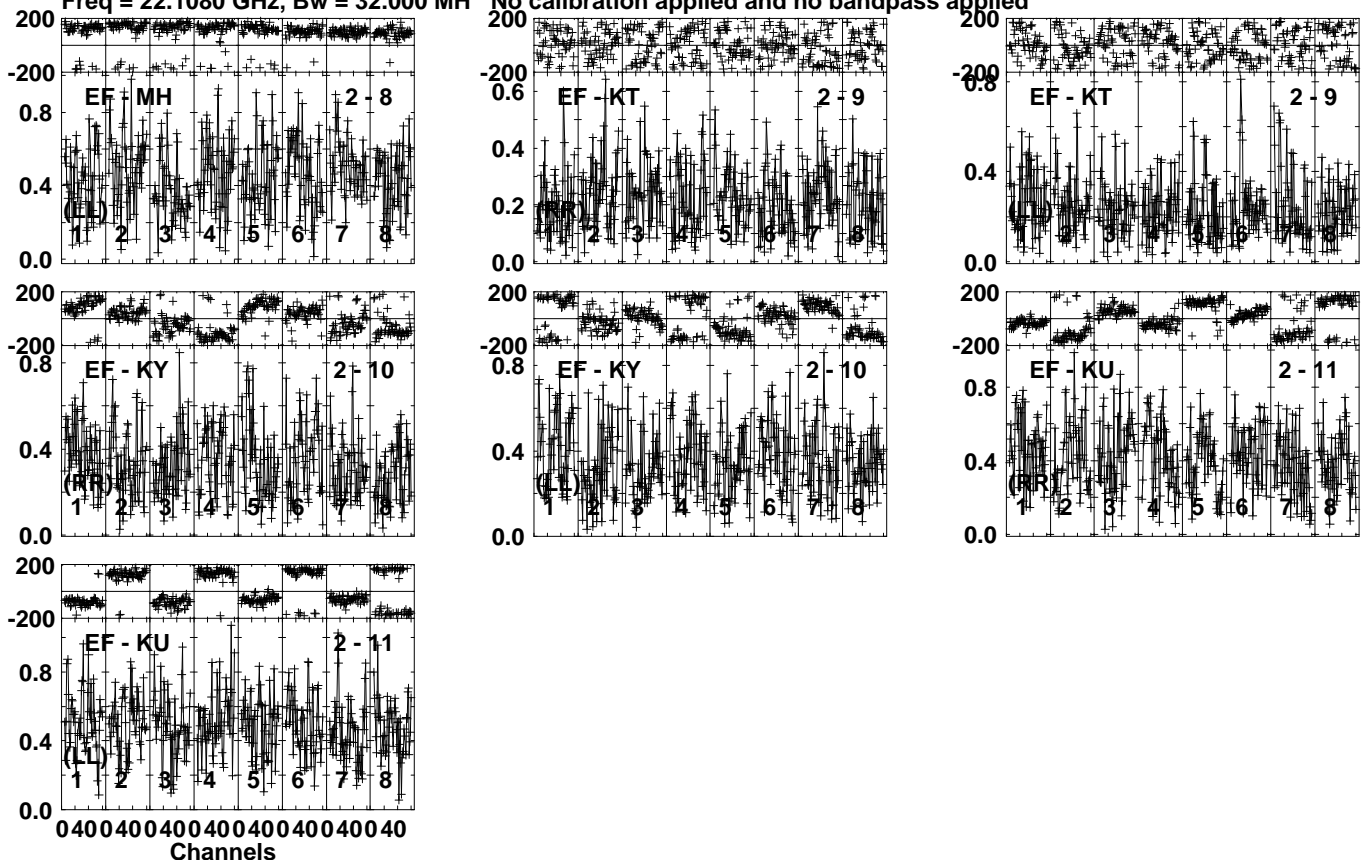 Freq = 22.1080 GHz, Bw = 32.000 MH No calibration applied and no bandpass applied
200
-200
EF - MH 2 - 8
0.8
0.4
(LL)
1 2 3 4 5 6 7 8
0.0
200
-200
0.6
EF - KT 2 - 9
0.4
0.2
(RR)
1 2 3 4 5 6 7 8
0.0
200
-200
0.8
EF - KT 2 - 9
0.4
(LL)
1 2 3 4 5 6 7 8
0.0
200
-200
0.8
EF - KY 2 - 10
0.4
(RR)
1 2 3 4 5 6 7 8
0.0
200
-200
0.8
EF - KY 2 - 10
0.4
(LL)
1 2 3 4 5 6 7 8
0.0
200
-200
EF - KU 2 - 11
0.8
0.4
(RR)
1 2 3 4 5 6 7 8
0.0
200
-200
EF - KU 2 - 11
0.8
0.4
(LL)
1 2 3 4 5 6 7 8
0.0
0 40 0 40 0 40 0 40 0 40 0 40 0 40 0 40
Channels